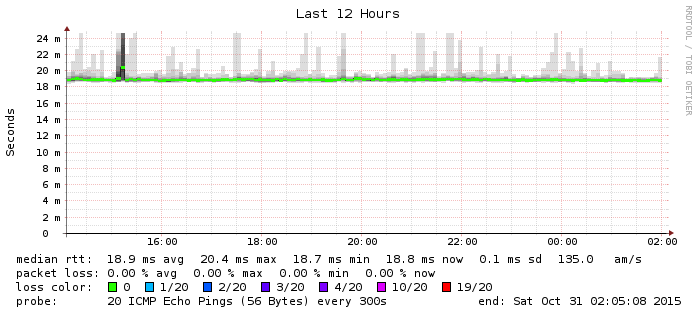 Last 12 Hours
RRDTOOL / TOBI OETIKER
Seconds
24 m
22 m
20 m
18 m
16 m
14 m
12 m
10 m
8 m
6 m
4 m
2 m
0
16:00 18:00 20:00 22:00 00:00 02:00
median rtt: 18.9 ms avg 20.4 ms max 18.7 ms min 18.8 ms now 0.1 ms sd 135.0 am/s
packet loss: 0.00 % avg 0.00 % max 0.00 % min 0.00 % now
loss color: 0 1/20 2/20 3/20 4/20 10/20 19/20
probe: 20 ICMP Echo Pings (56 Bytes) every 300s end: Sat Oct 31 02:05:08 2015